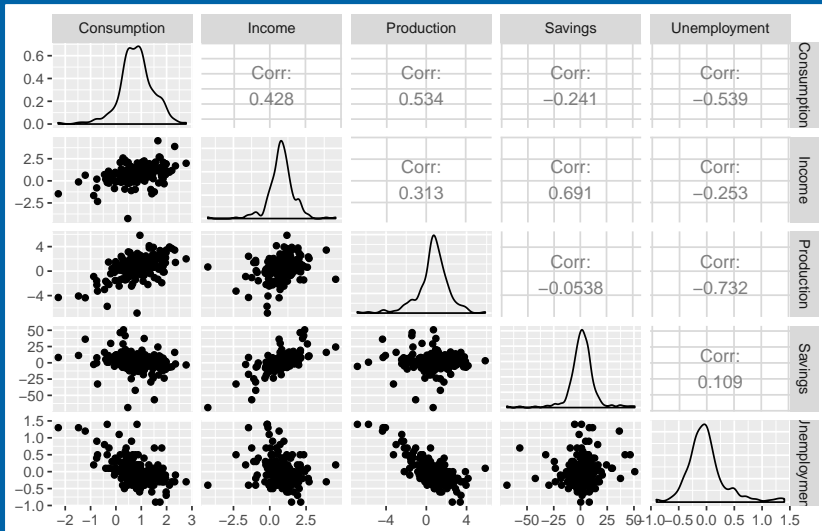 Consumption Income Production Savings Unemployment
Corr: Corr: Corr: Corr:
0.428 0.534 −0.241 −0.539
Consumption
0.6
0.4
0.2
0.0
Corr: Corr: Corr:
0.313 0.691 −0.253
Income
2.5
0.0
−2.5
Corr: Corr:
−0.0538 −0.732
Production
4
0
−4
Corr:
0.109
Savings
50
25
0
−25
−50
1.5
1.0
0.5
0.0
−0.5
−1.0
−2 −1 0 1 2 3 −2.5 0.0 2.5 −4 0 4 −50 −25 0 25 50 −1.0 −0.5 0.0 0.5 1.0 1.5